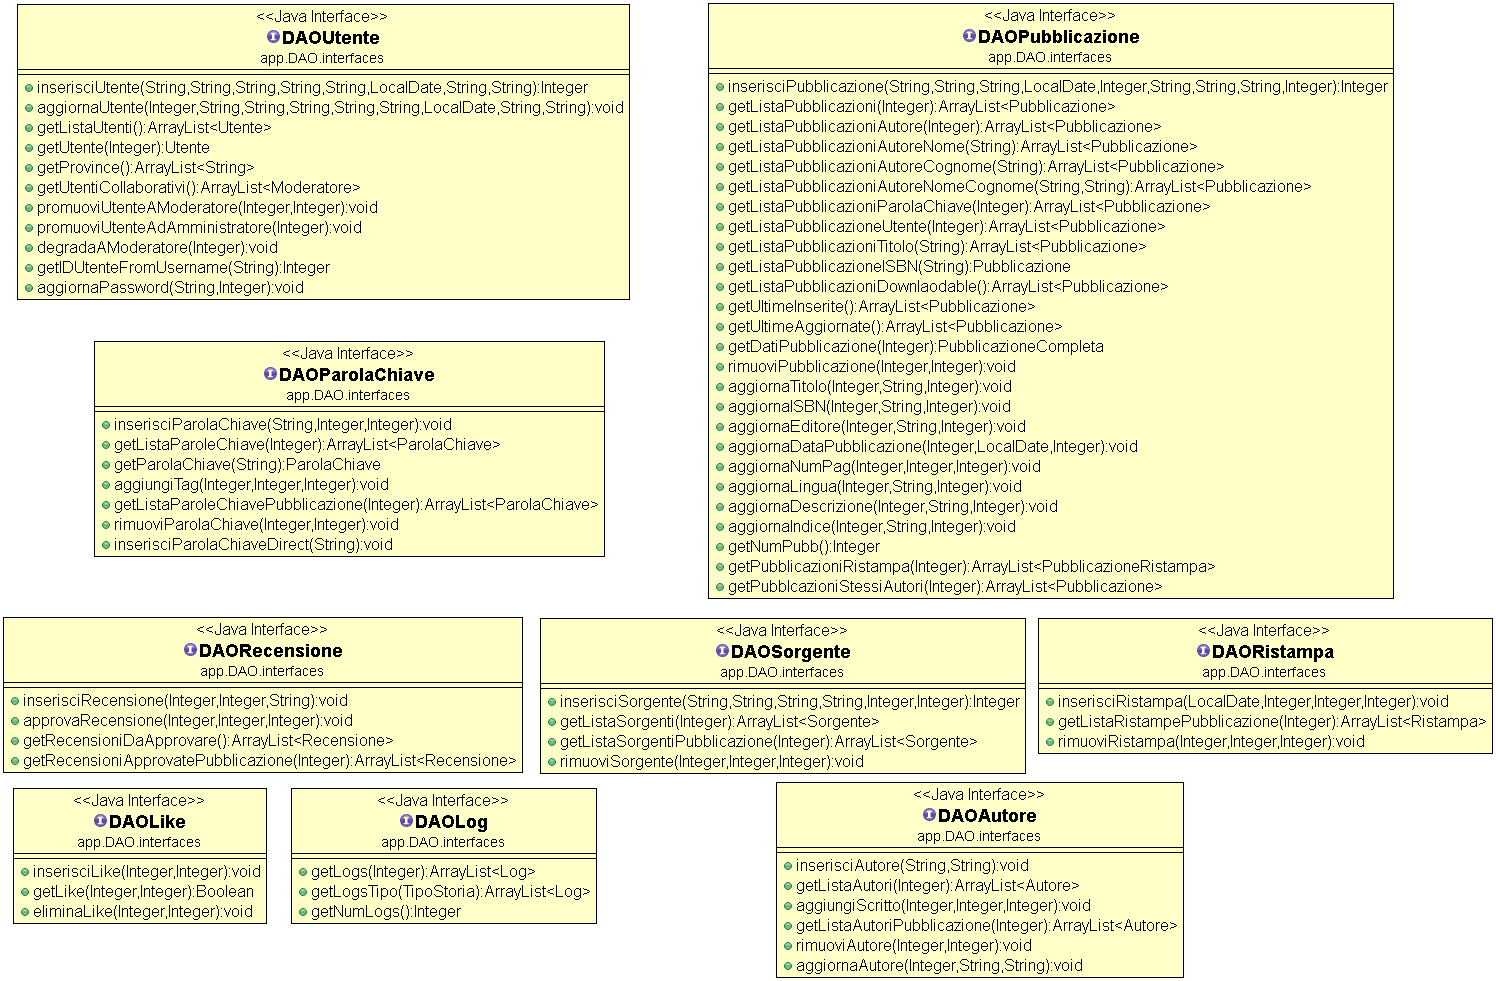 <<Java Interface>>
DAOUtente
app.DAO.interfaces
inserisciUtente(String,String,String,String,String,LocalDate,String,String):Integer
aggiornaUtente(Integer,String,String,String,String,String,LocalDate,String,String):void
getListaUtenti():ArrayList<Utente>
getUtente(Integer):Utente
getProvince():ArrayList<String>
getUtentiCollaborativi():ArrayList<Moderatore>
promuoviUtenteAModeratore(Integer,Integer):void
promuoviUtenteAdAmministratore(Integer):void
degradaAModeratore(Integer):void
getIDUtenteFromUsername(String):Integer
aggiornaPassword(String,Integer):void
<<Java Interface>>
DAOPubblicazione
app.DAO.interfaces
inserisciPubblicazione(String,String,String,LocalDate,Integer,String,String,String,Integer):Integer
getListaPubblicazioni(Integer):ArrayList<Pubblicazione>
getListaPubblicazioniAutore(Integer):ArrayList<Pubblicazione>
getListaPubblicazioniAutoreNome(String):ArrayList<Pubblicazione>
getListaPubblicazioniAutoreCognome(String):ArrayList<Pubblicazione>
getListaPubblicazioniAutoreNomeCognome(String,String):ArrayList<Pubblicazione>
getListaPubblicazioniParolaChiave(Integer):ArrayList<Pubblicazione>
getListaPubblicazioneUtente(Integer):ArrayList<Pubblicazione>
getListaPubblicazioniTitolo(String):ArrayList<Pubblicazione>
getListaPubblicazioneISBN(String):Pubblicazione
getListaPubblicazioniDownlaodable():ArrayList<Pubblicazione>
getUltimeInserite():ArrayList<Pubblicazione>
getUltimeAggiornate():ArrayList<Pubblicazione>
getDatiPubblicazione(Integer):PubblicazioneCompleta
rimuoviPubblicazione(Integer,Integer):void
aggiornaTitolo(Integer,String,Integer):void
aggiornaISBN(Integer,String,Integer):void
aggiornaEditore(Integer,String,Integer):void
aggiornaDataPubblicazione(Integer,LocalDate,Integer):void
aggiornaNumPag(Integer,Integer,Integer):void
aggiornaLingua(Integer,String,Integer):void
aggiornaDescrizione(Integer,String,Integer):void
aggiornaIndice(Integer,String,Integer):void
getNumPubb():Integer
getPubblicazioniRistampa(Integer):ArrayList<PubblicazioneRistampa>
getPubblcazioniStessiAutori(Integer):ArrayList<Pubblicazione>
<<Java Interface>>
DAOParolaChiave
app.DAO.interfaces
inserisciParolaChiave(String,Integer,Integer):void
getListaParoleChiave(Integer):ArrayList<ParolaChiave>
getParolaChiave(String):ParolaChiave
aggiungiTag(Integer,Integer,Integer):void
getListaParoleChiavePubblicazione(Integer):ArrayList<ParolaChiave>
rimuoviParolaChiave(Integer,Integer):void
inserisciParolaChiaveDirect(String):void
<<Java Interface>>
DAORecensione
app.DAO.interfaces
inserisciRecensione(Integer,Integer,String):void
approvaRecensione(Integer,Integer,Integer):void
getRecensioniDaApprovare():ArrayList<Recensione>
getRecensioniApprovatePubblicazione(Integer):ArrayList<Recensione>
<<Java Interface>>
DAOSorgente
app.DAO.interfaces
inserisciSorgente(String,String,String,String,Integer,Integer):Integer
getListaSorgenti(Integer):ArrayList<Sorgente>
getListaSorgentiPubblicazione(Integer):ArrayList<Sorgente>
rimuoviSorgente(Integer,Integer,Integer):void
<<Java Interface>>
DAORistampa
app.DAO.interfaces
inserisciRistampa(LocalDate,Integer,Integer,Integer):void
getListaRistampePubblicazione(Integer):ArrayList<Ristampa>
rimuoviRistampa(Integer,Integer,Integer):void
<<Java Interface>>
DAOLike
app.DAO.interfaces
inserisciLike(Integer,Integer):void
getLike(Integer,Integer):Boolean
eliminaLike(Integer,Integer):void
<<Java Interface>>
DAOLog
app.DAO.interfaces
getLogs(Integer):ArrayList<Log>
getLogsTipo(TipoStoria):ArrayList<Log>
getNumLogs():Integer
<<Java Interface>>
DAOAutore
app.DAO.interfaces
inserisciAutore(String,String):void
getListaAutori(Integer):ArrayList<Autore>
aggiungiScritto(Integer,Integer,Integer):void
getListaAutoriPubblicazione(Integer):ArrayList<Autore>
rimuoviAutore(Integer,Integer):void
aggiornaAutore(Integer,String,String):void